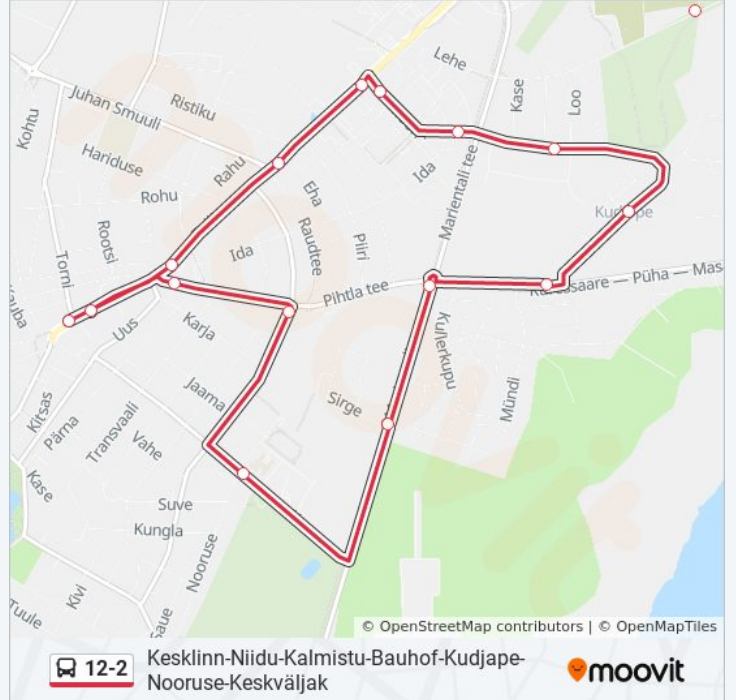 Lehe
Kase
Loo
Juhan Smuuli
Ristiku
Kohtu
Hariduse
Rahu
Ida
Marientali tee
Rohu
Eha
Rootsi
Raudtee
Piiri
Ida
Torni
Pihtla tee
Kuressaare — Püha — Mas
Uus
Karja
Kullerkupu
Jaama
Sirge
Mündi
Kitsas
Pärna
Transvaali
Vahe
Kase
Suve
Kungla
Nooruse
Kivi
Tuule
© OpenStreetMap contributors | © OpenMapTiles
12-2
Kesklinn-Niidu-Kalmistu-Bauhof-Kudjape-
Nooruse-Keskväljak
moovit